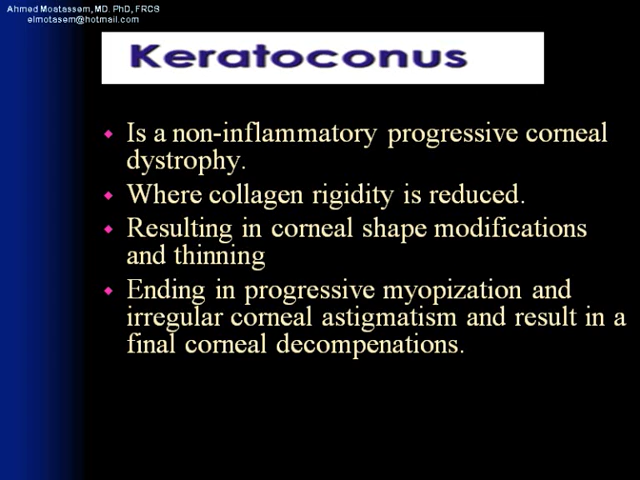 Ahmed Moatassem, MD. PhD, FRCS
elmotasem@hotmail.com
Keratoconus
Is a non-inflammatory progressive corneal
dystrophy.
Where collagen rigidity is reduced.
Resulting in corneal shape modifications
and thinning
Ending in progressive myopization and
irregular corneal astigmatism and result in a
final corneal decompenations.